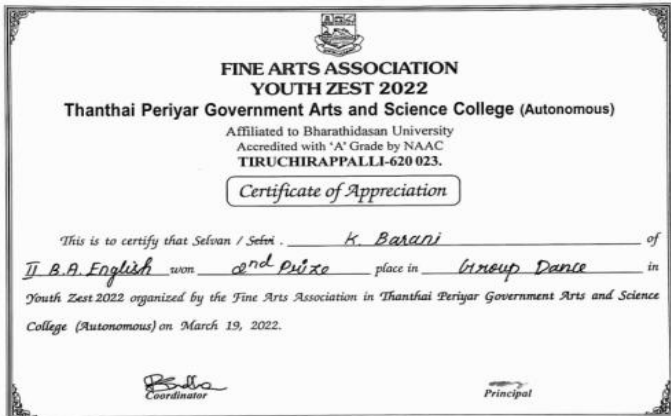 FINE ARTS ASSOCIATION
YOUTH ZEST 2022
Thanthai Periyar Government Arts and Science College (Autonomous)
Affiliated to Bharathidasan University
Accredited with 'A' Grade by NAAC
TIRUCHIRAPPALLI-620 023.
Certificate of Appreciation
This is to certify that Selvan / Selvi . K. Barani of
II B.A. English won 2nd Prize place in Group Dance in
Youth Zest 2022 organized by the Fine Arts Association in Thanthai Periyar Government Arts and Science
College (Autonomous) on March 19, 2022.
Coordinator Principal